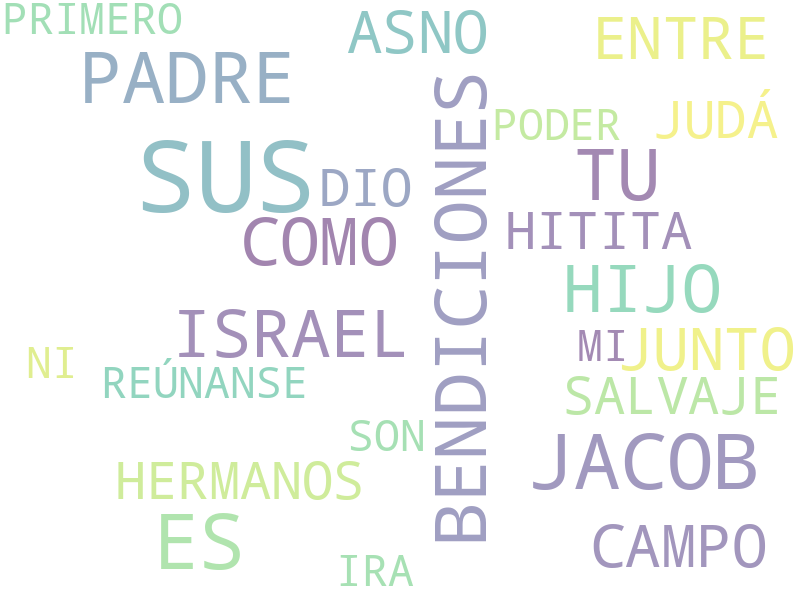 PRIMERO
ASNO
ENTRE
PADRE
PODER
JUDÁ
SUS
DIO
BENDICIONES
TU
COMO
HITITA
HIJO
ISRAEL
MI
JUNTO
NI
REÚNANSE
SALVAJE
SON
JACOB
HERMANOS
ES
CAMPO
IRA